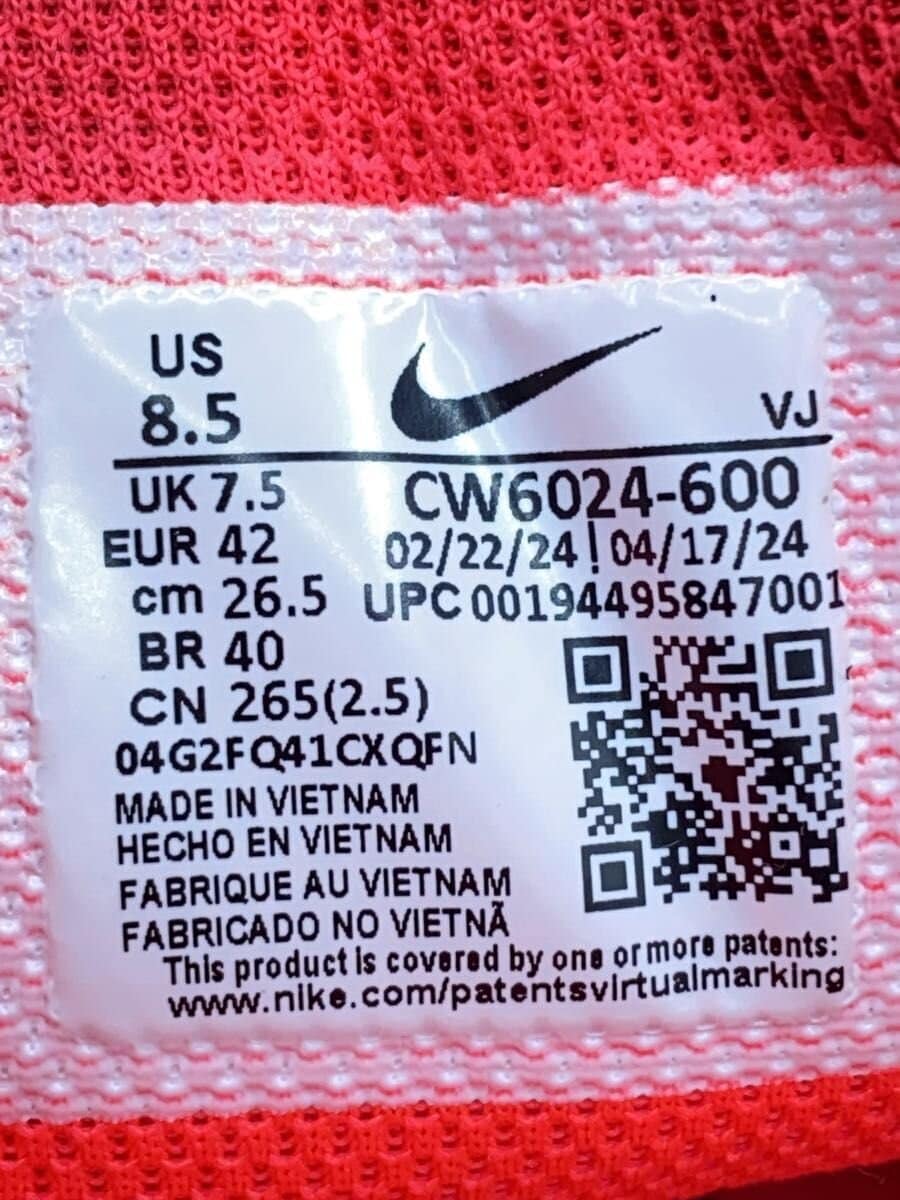 US
8.5
VJ
UK 7.5
CW6024-600
EUR 42
02/22/24 | 04/17/24
cm 26.5
UPC 00194495847001
BR 40
CN 265(2.5)
04G2FQ41CXQFN
MADE IN VIETNAM
HECHO EN VIETNAM
FABRIQUE AU VIETNAM
FABRICADO NO VIETNÃ
This product is covered by one or more patents:
www.nike.com/patentsvirtualmarking